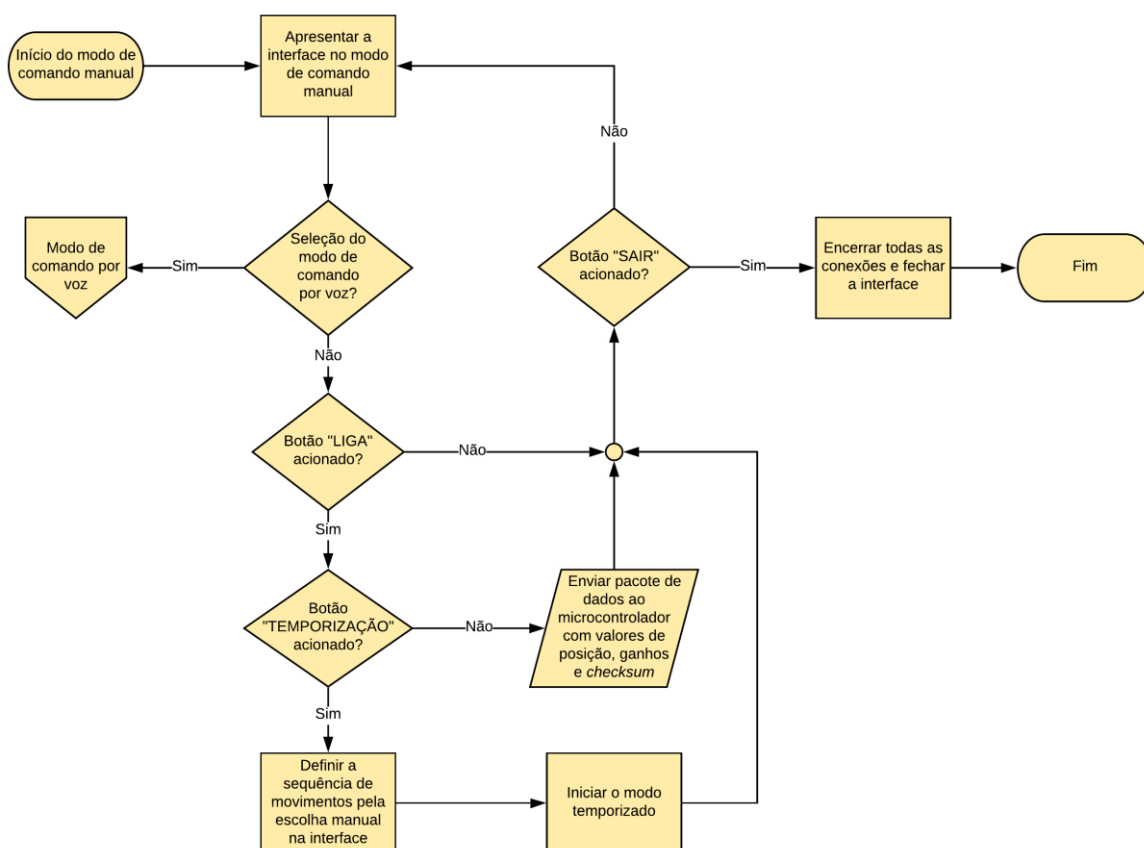 Início do modo de
comando manual
Apresentar a
interface no modo
de comando
manual
Não
Modo de
comando por
voz
Sim
Seleção do
modo de
comando
por voz?
Botão "SAIR"
acionado?
Sim
Encerrar todas as
conexões e fechar
a interface
Fim
Não
Botão "LIGA"
acionado?
Não
Sim
Botão
"TEMPORIZAÇÃO"
acionado?
Não
Enviar pacote de
dados ao
microcontrolador
com valores de
posição, ganhos
e checksum
Sim
Definir a
sequência de
movimentos pela
escolha manual
na interface
Iniciar o modo
temporizado